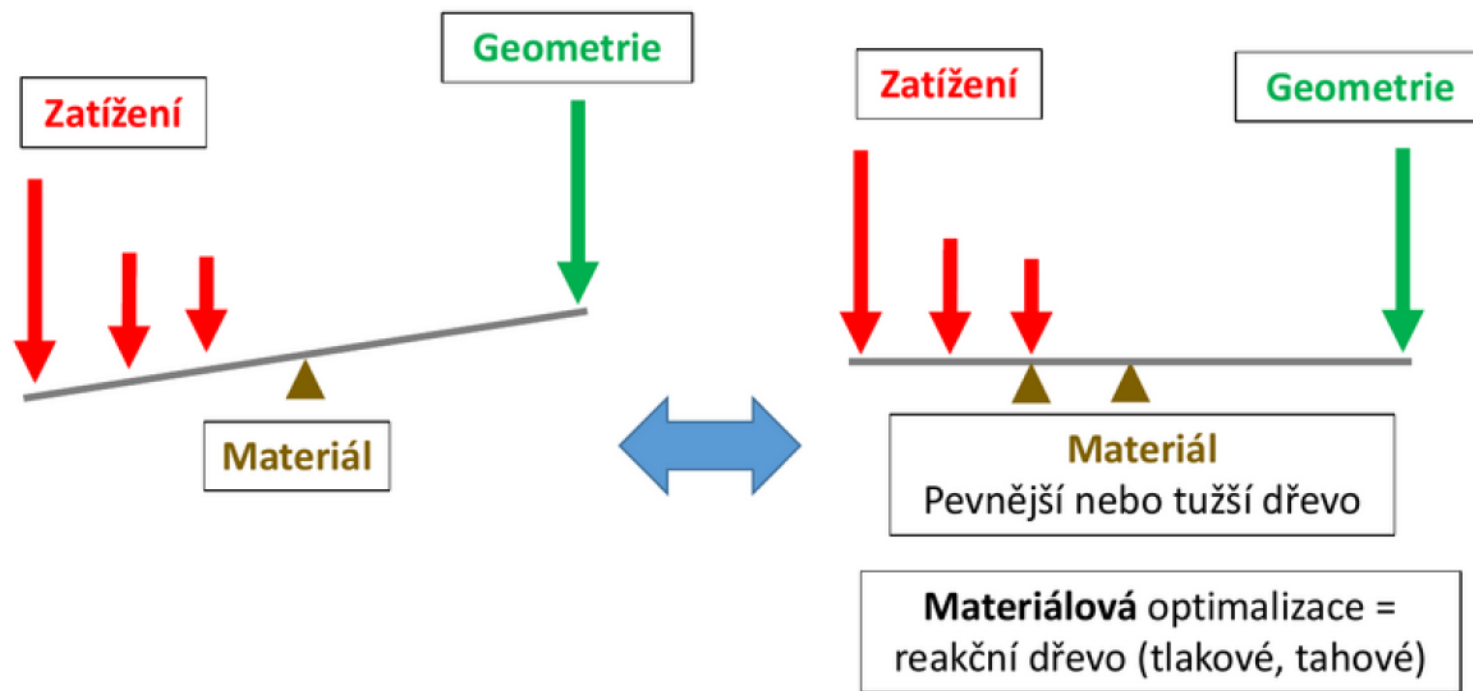 Geometrie
Zatížení
Materiál
Zatížení
Geometrie
Materiál
Pevnější nebo tužší dřevo
Materiálová optimalizace =
reakční dřevo (tlakové, tahové)